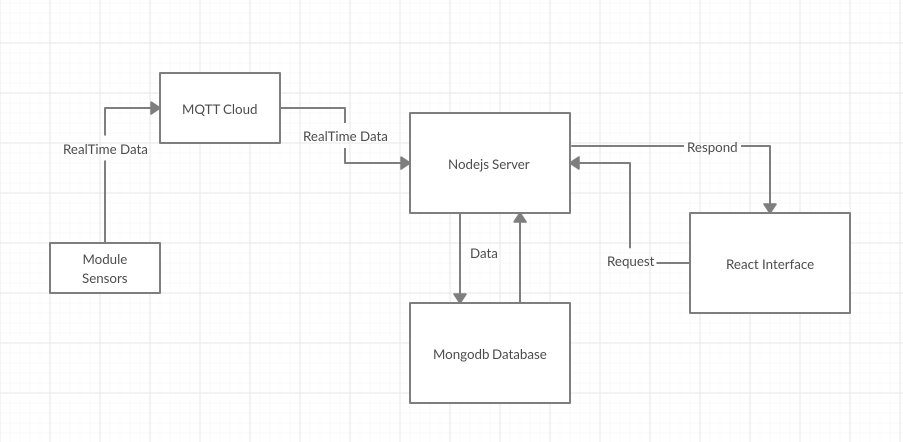 MQTT Cloud
RealTime Data
RealTime Data
Module
Sensors
Nodejs Server
Respond
Data
Request
React Interface
Mongodb Database